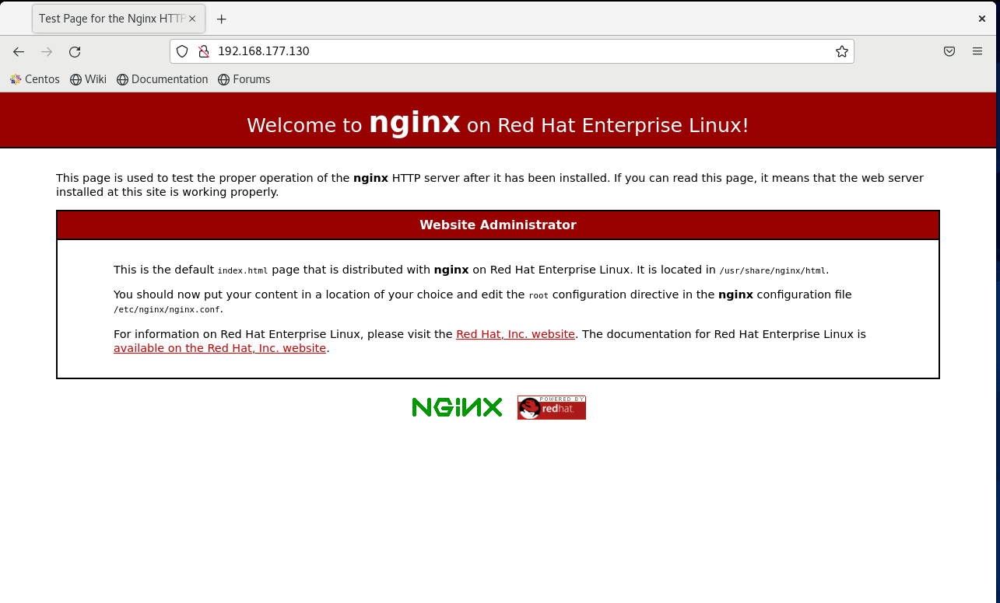 Test Page for the Nginx HTTP
192.168.177.130
Centos Wiki Documentation Forums
Welcome to nginx on Red Hat Enterprise Linux!
This page is used to test the proper operation of the nginx HTTP server after it has been installed. If you can read this page, it means that the web server
installed at this site is working properly.
Website Administrator
This is the default index.html page that is distributed with nginx on Red Hat Enterprise Linux. It is located in /usr/share/nginx/html.
You should now put your content in a location of your choice and edit the root configuration directive in the nginx configuration file
/etc/nginx/nginx.conf.
For information on Red Hat Enterprise Linux, please visit the Red Hat, Inc. website. The documentation for Red Hat Enterprise Linux is
available on the Red Hat, Inc. website.
NGiNX
POWERED BY
redhat.